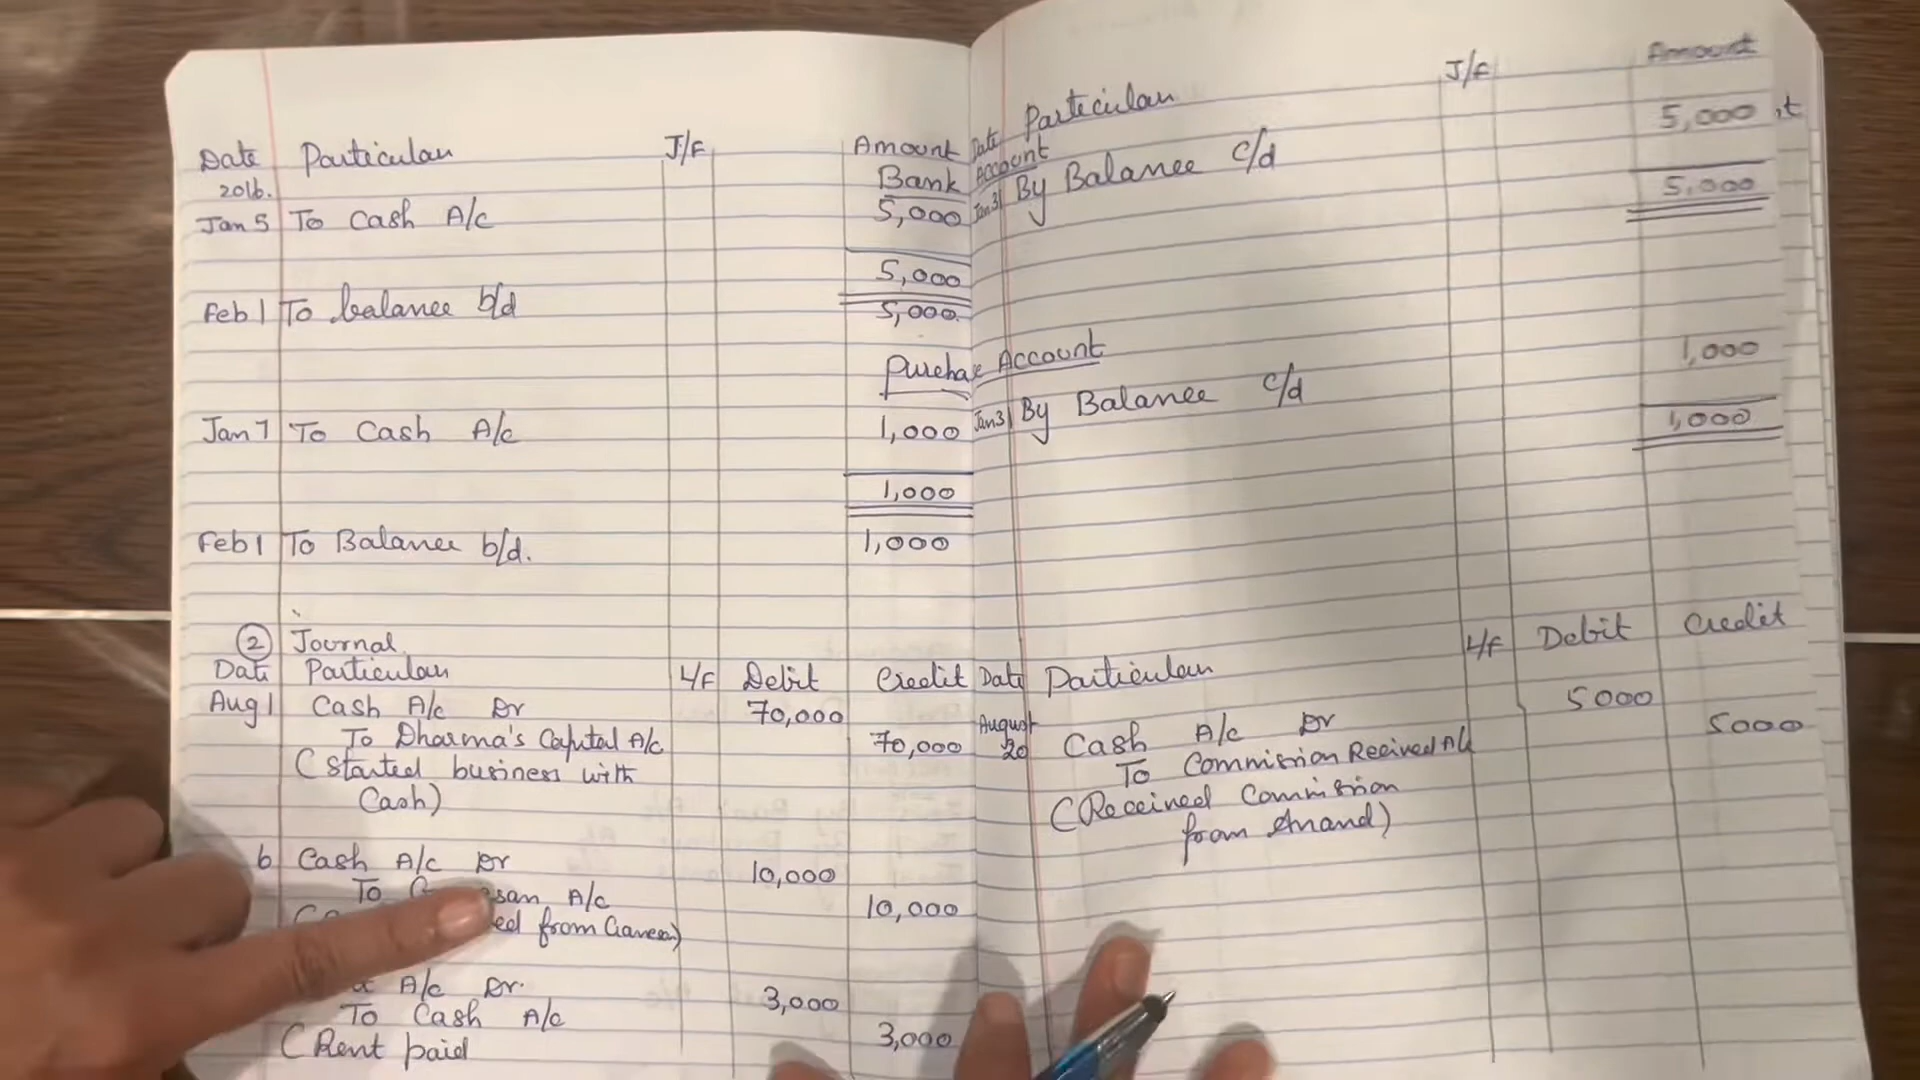 Date Particulars J/F Amount
2016.
Bank Account
Jan 5 To Cash A/c 5,000
5,000
Feb 1 To balance b/d 5,000
Purchase Account
Jan 7 To Cash A/c 1,000
1,000
Feb 1 To Balance b/d. 1,000
② Journal
Date Particulars L/F Debit Credit
Aug 1 Cash A/c Dr 70,000
To Dharma's Capital A/c 70,000
(Started business with
Cash)
6 Cash A/c Dr 10,000
To A/c 10,000
from Ganesan)
A/c Dr. 3,000
To Cash A/c 3,000
(Rent paid
Date Particulars J/F Amount
Jan 31 By Balance c/d 5,000
5,000
Jan 31 By Balance c/d 1,000
1,000
Date Particulars L/F Debit Credit
August
20 Cash A/c Dr 5000
To Commission Received A/c 5000
(Received Commission
from Anand)